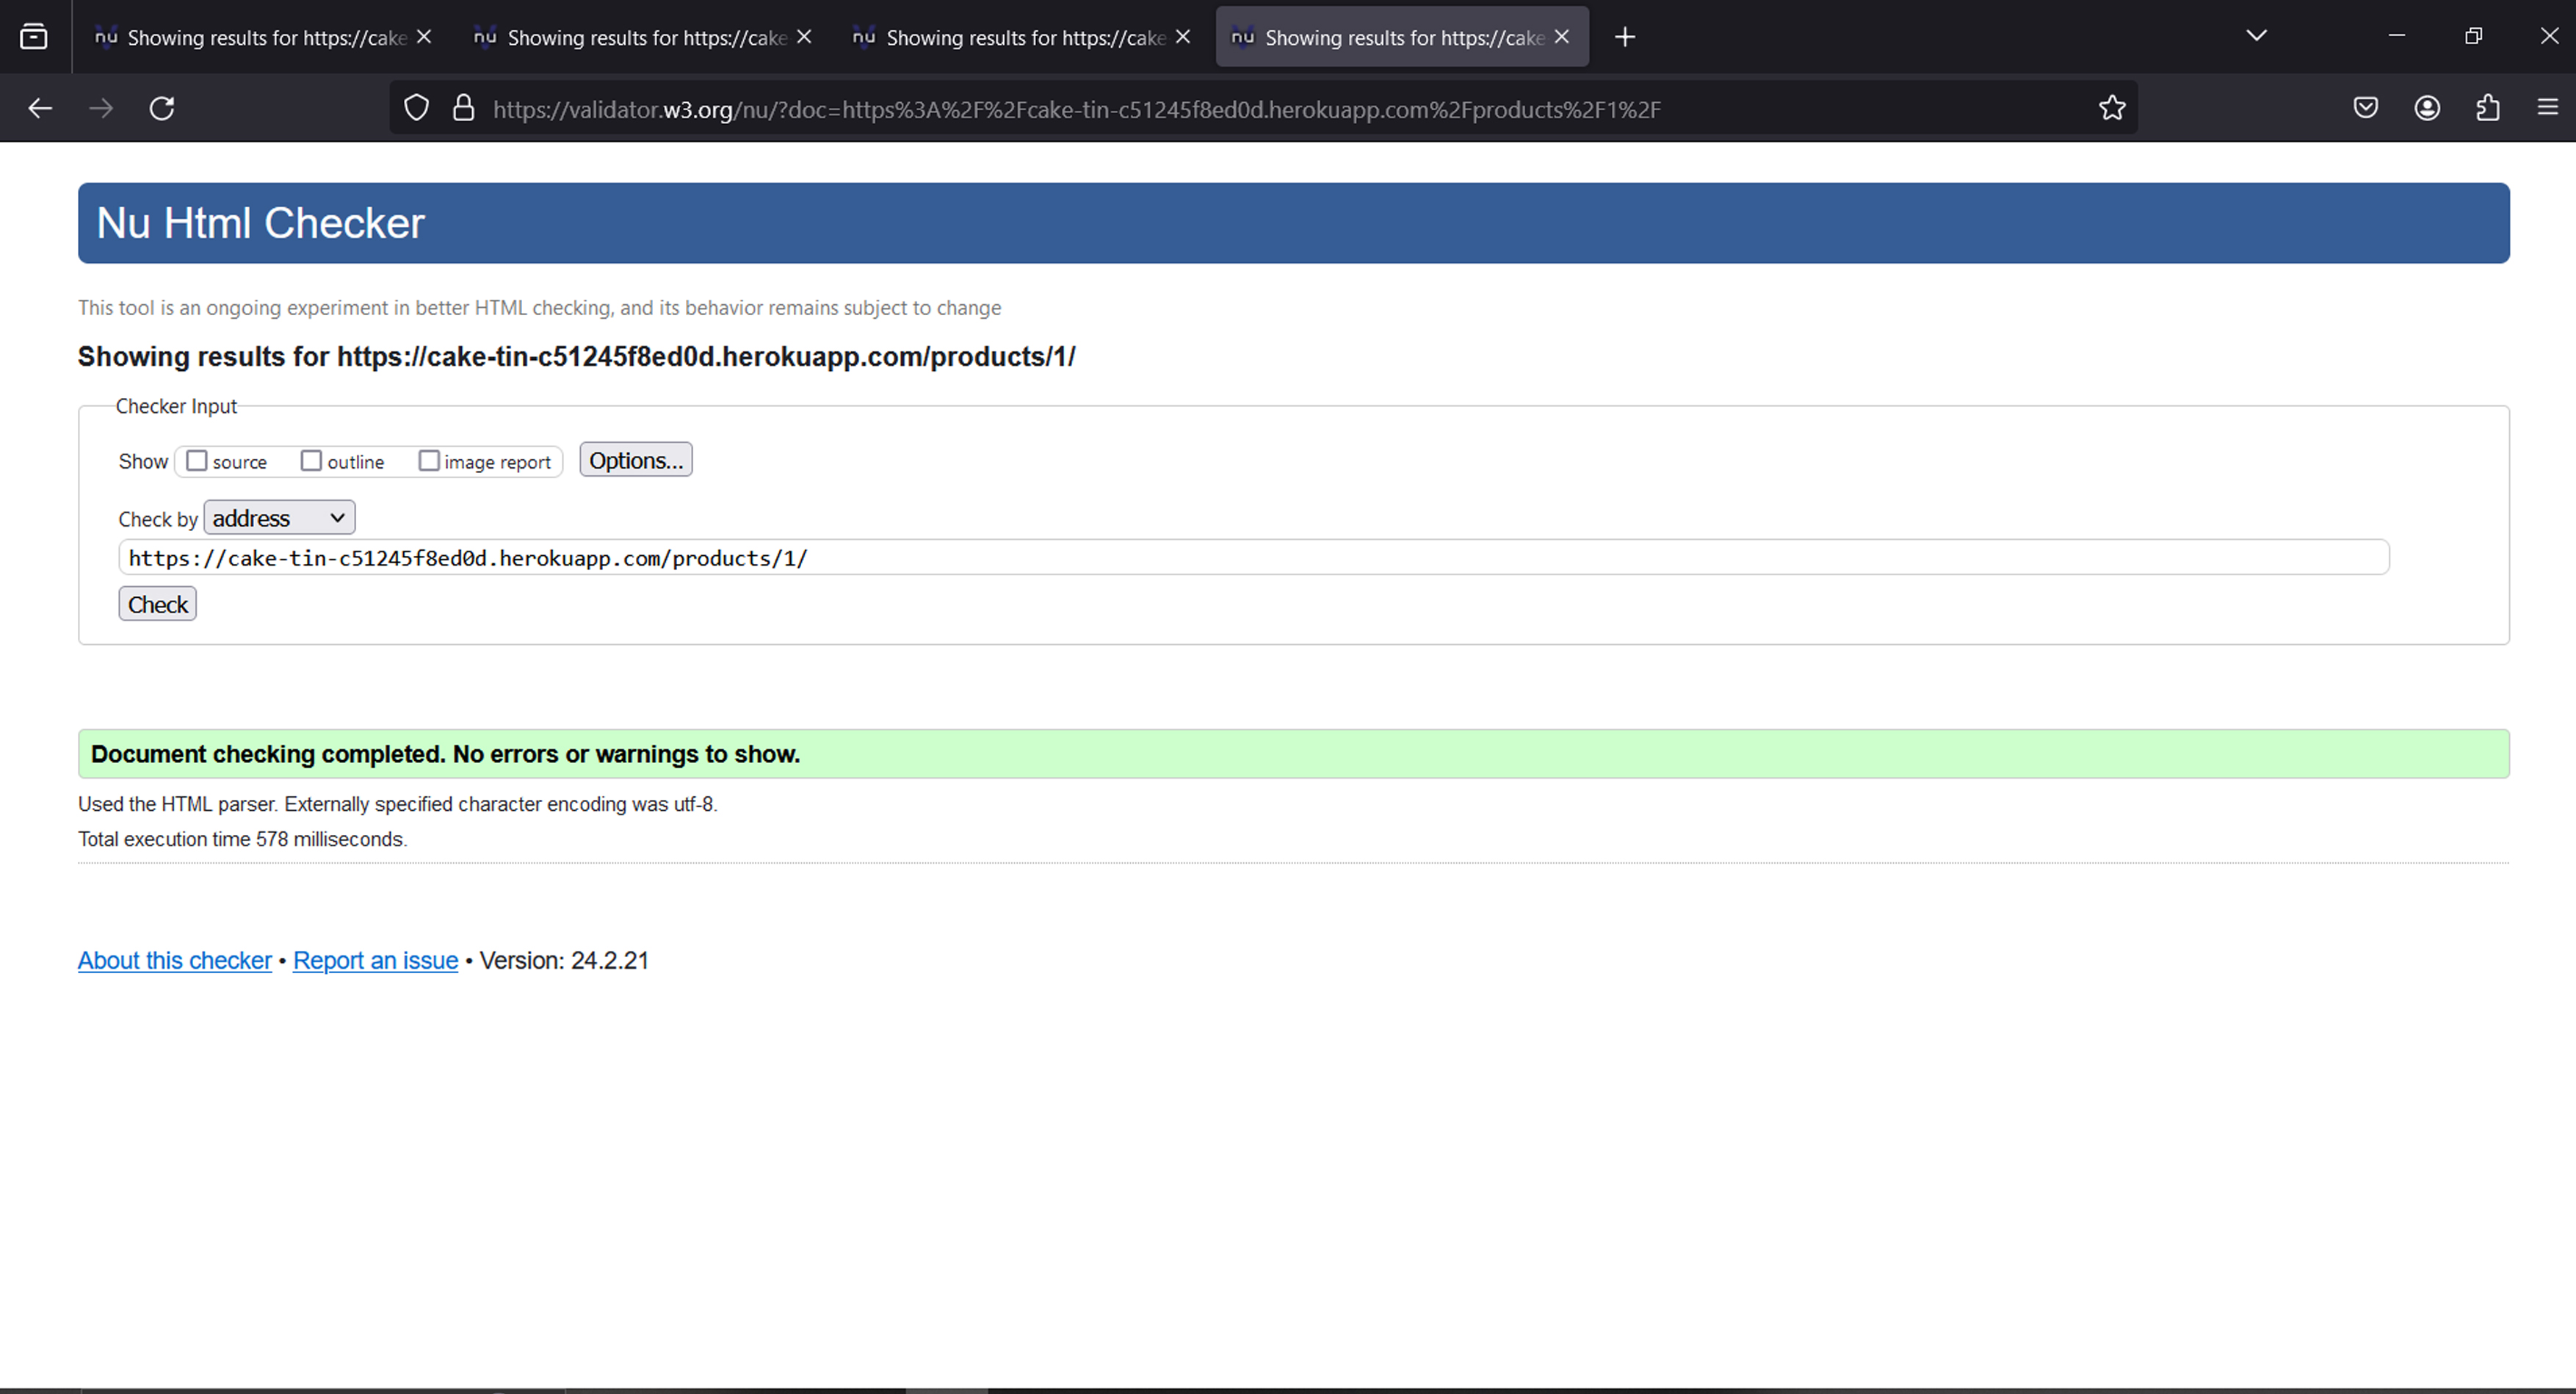 nu Showing results for https://cake
nu Showing results for https://cake
nu Showing results for https://cake
nu Showing results for https://cake
https://validator.w3.org/nu/?doc=https%3A%2F%2Fcake-tin-c51245f8ed0d.herokuapp.com%2Fproducts%2F1%2F
Nu Html Checker
This tool is an ongoing experiment in better HTML checking, and its behavior remains subject to change
Showing results for https://cake-tin-c51245f8ed0d.herokuapp.com/products/1/
Checker Input
Show source outline image report Options...
Check by address
https://cake-tin-c51245f8ed0d.herokuapp.com/products/1/
Check
Document checking completed. No errors or warnings to show.
Used the HTML parser. Externally specified character encoding was utf-8.
Total execution time 578 milliseconds.
About this checker • Report an issue • Version: 24.2.21